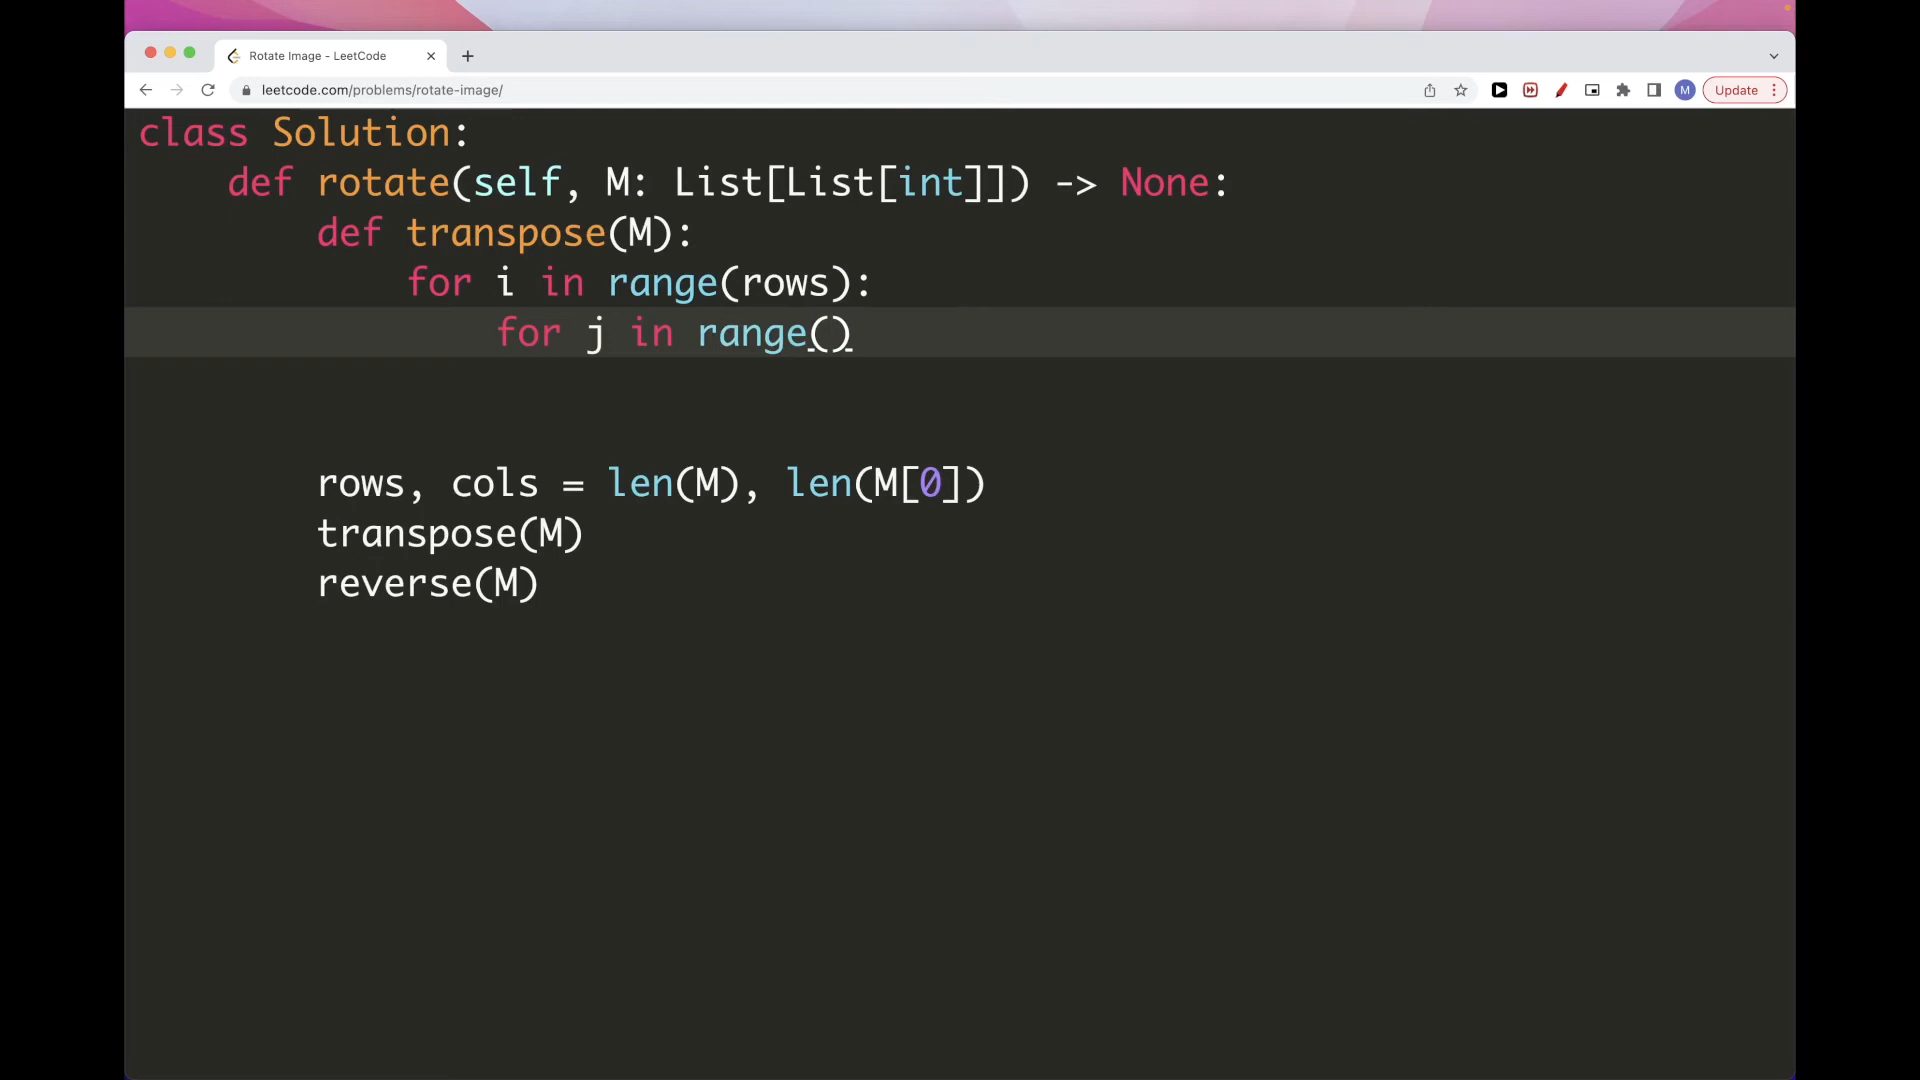 Rotate Image - LeetCode
leetcode.com/problems/rotate-image/
M
Update
class Solution:
    def rotate(self, M: List[List[int]]) -> None:
        def transpose(M):
            for i in range(rows):
                for j in range()
        rows, cols = len(M), len(M[0])
        transpose(M)
        reverse(M)